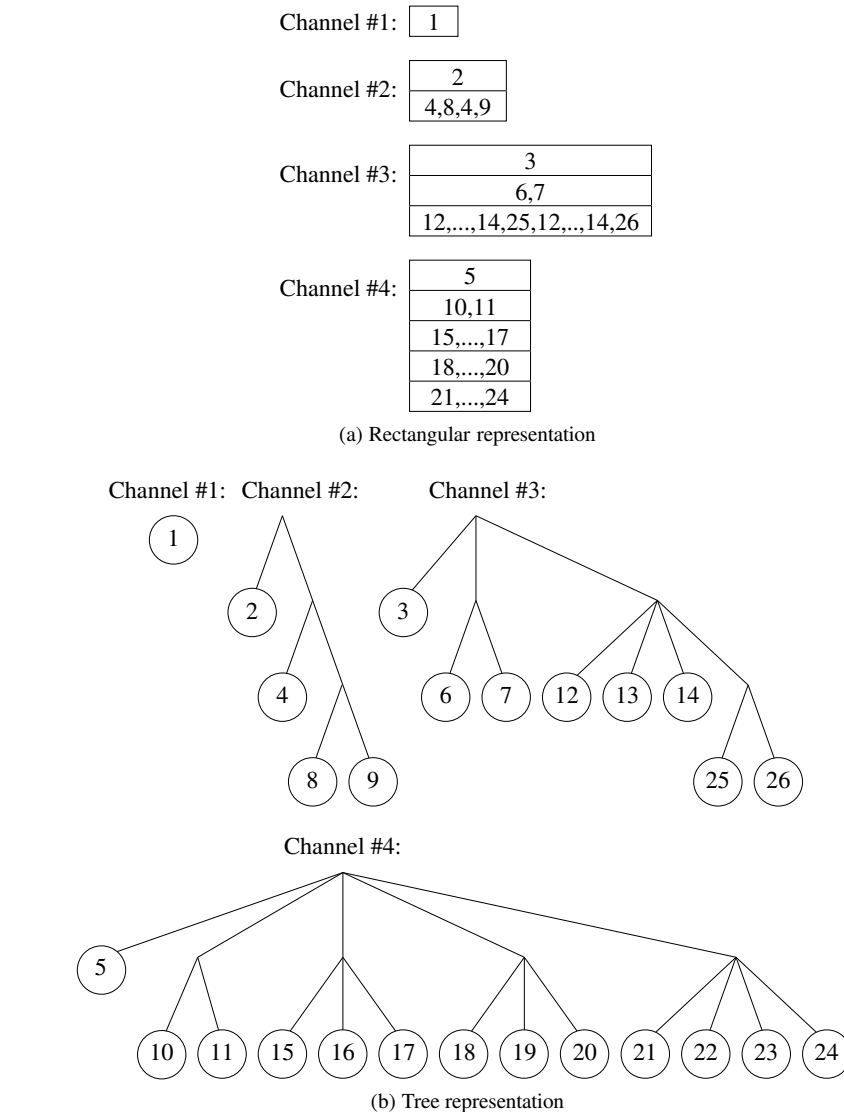 Channel #1: 1
Channel #2: 2
4,8,4,9
Channel #3: 3
6,7
12,...,14,25,12,..,14,26
Channel #4: 5
10,11
15,...,17
18,...,20
21,...,24
(a) Rectangular representation
Channel #1: Channel #2: Channel #3:
1
2 3
4 6 7 12 13 14
8 9 25 26
Channel #4:
5
10 11 15 16 17 18 19 20 21 22 23 24
(b) Tree representation